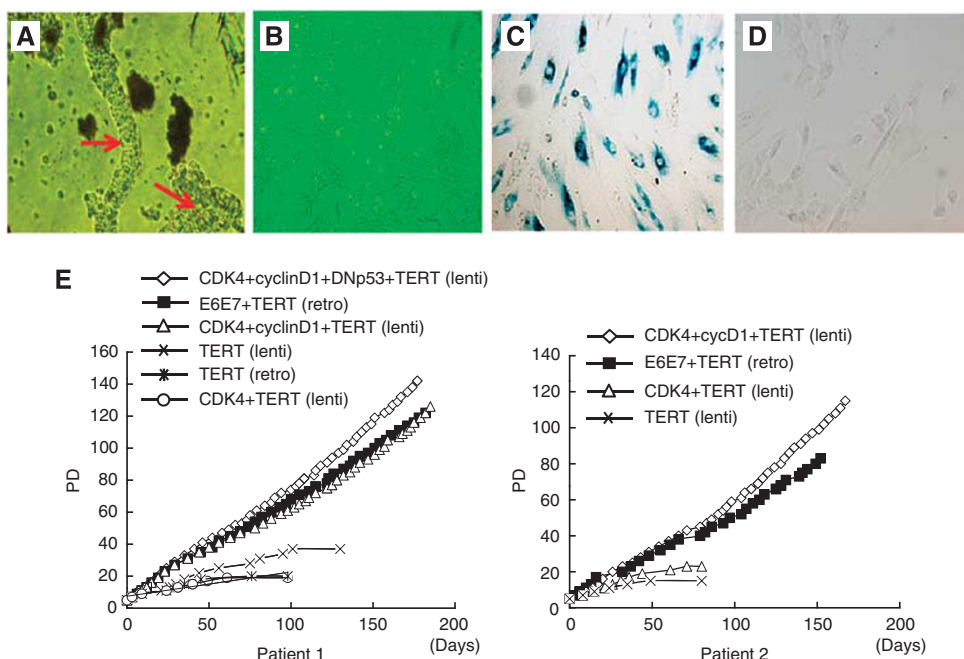 A
B
C
D
E
CDK4+cyclinD1+DNp53+TERT (lenti)
E6E7+TERT (retro)
CDK4+cyclinD1+TERT (lenti)
TERT (lenti)
TERT (retro)
CDK4+TERT (lenti)
160
140
120
100
80
60
40
20
0
PD
0
50
100
150
200
(Days)
Patient 1
CDK4+cycD1+TERT (lenti)
E6E7+TERT (retro)
CDK4+TERT (lenti)
TERT (lenti)
140
120
100
80
60
40
20
0
PD
0
50
100
150
200
(Days)
Patient 2